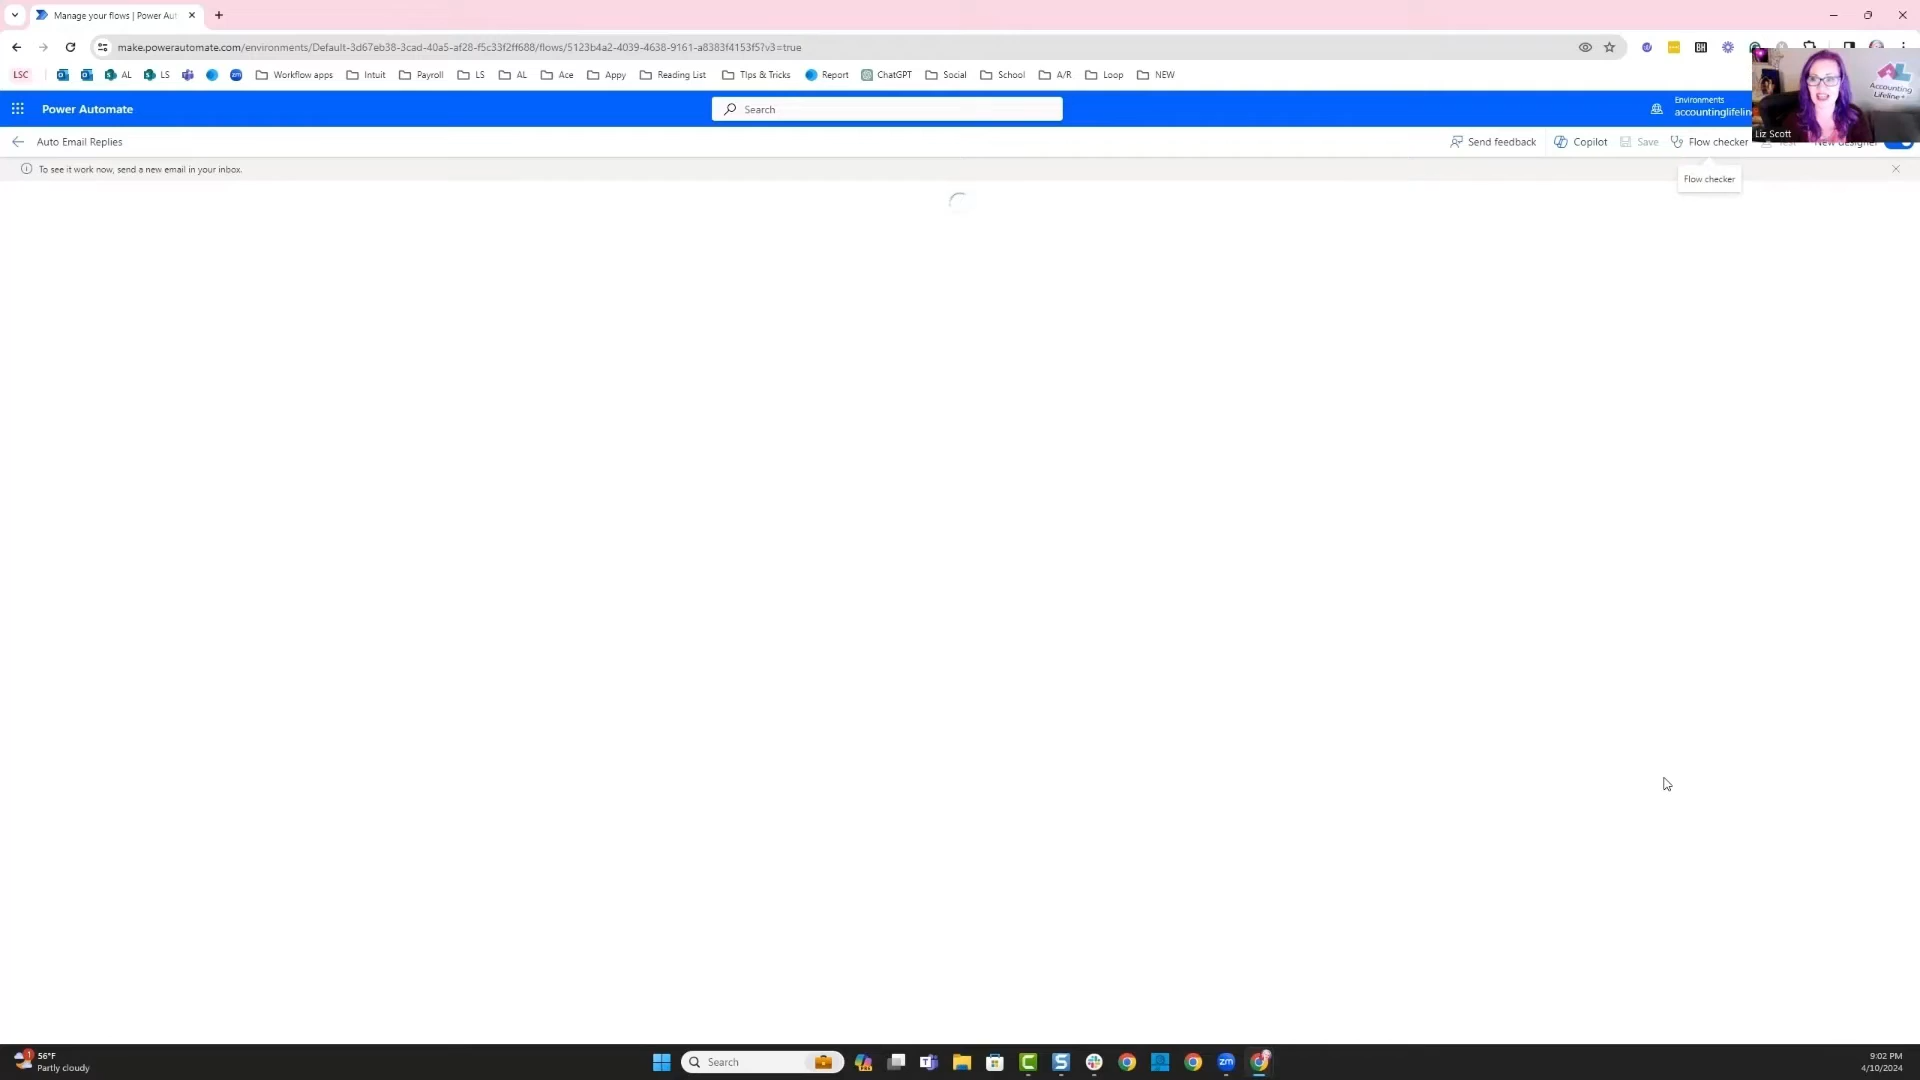 Manage your flows | Power Aut
make.powerautomate.com/environments/Default-3d67eb38-3cad-40a5-af28-f5c33f2ff688/flows/5123b4a2-4039-4638-9161-a8383f4153f5?v3=true
LSC AL LS Workflow apps Intuit Payroll LS AL Ace Appy Reading List Tips & Tricks Report ChatGPT Social School A/R Loop NEW
Power Automate
Search
Environments
accountinglifelin
Accounting
Lifeline
Liz Scott
Auto Email Replies
Send feedback Copilot Save Flow checker
To see it work now, send a new email in your inbox.
Flow checker
1
56°F
Partly cloudy
Search
9:02 PM
4/10/2024